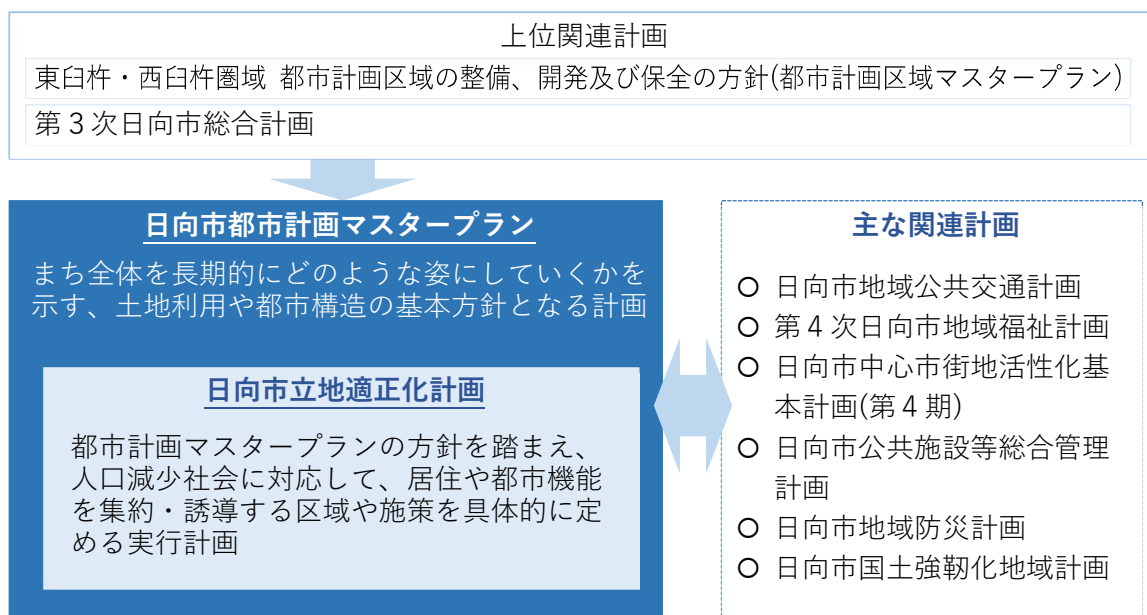 上位関連計画
東臼杵・西臼杵圏域 都市計画区域の整備、開発及び保全の方針(都市計画区域マスタープラン)
第3次日向市総合計画
日向市都市計画マスタープラン
まち全体を長期的にどのような姿にしていくかを
示す、土地利用や都市構造の基本方針となる計画
日向市立地適正化計画
都市計画マスタープランの方針を踏まえ、
人口減少社会に対応して、居住や都市機能
を集約・誘導する区域や施策を具体的に定
める実行計画
主な関連計画
○ 日向市地域公共交通計画
○ 第4次日向市地域福祉計画
○ 日向市中心市街地活性化基
本計画(第4期)
○ 日向市公共施設等総合管理
計画
○ 日向市地域防災計画
○ 日向市国土強靭化地域計画